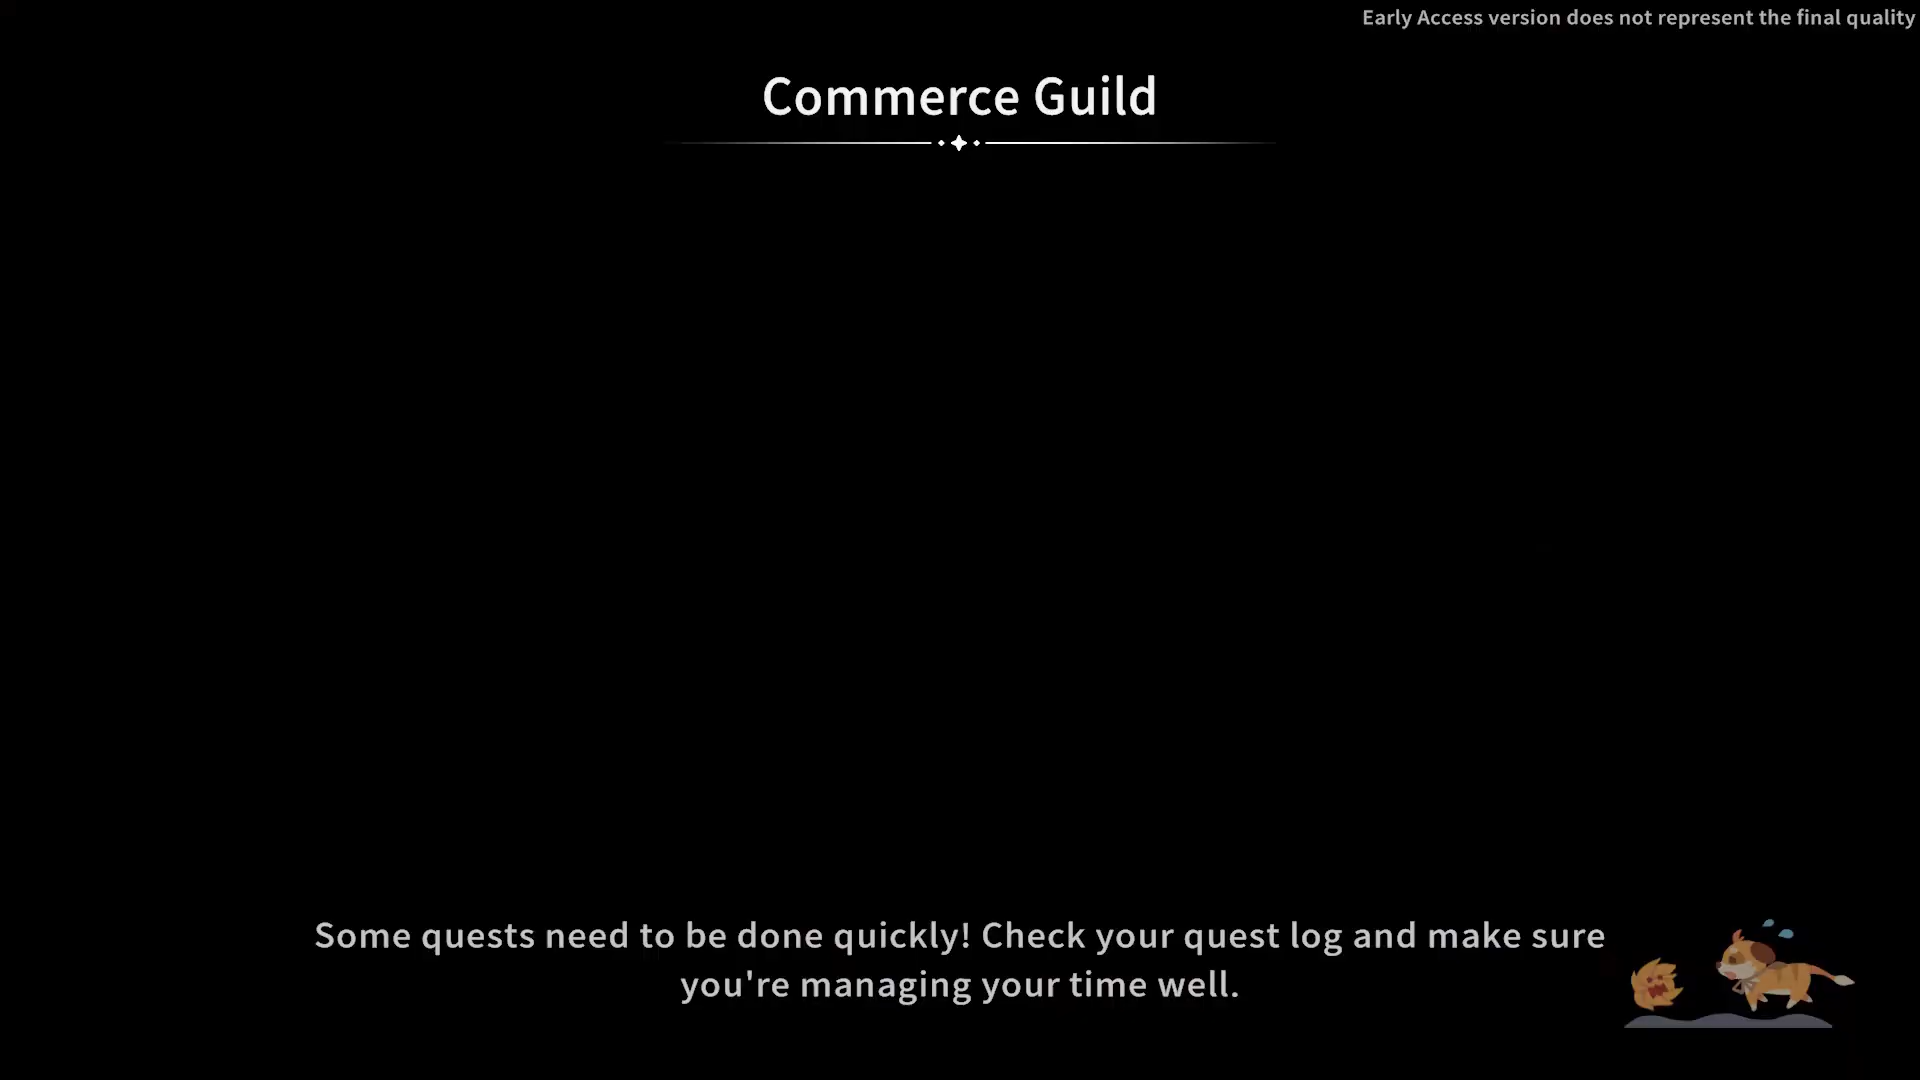 Early Access version does not represent the final quality
Commerce Guild
Some quests need to be done quickly! Check your quest log and make sure
you're managing your time well.